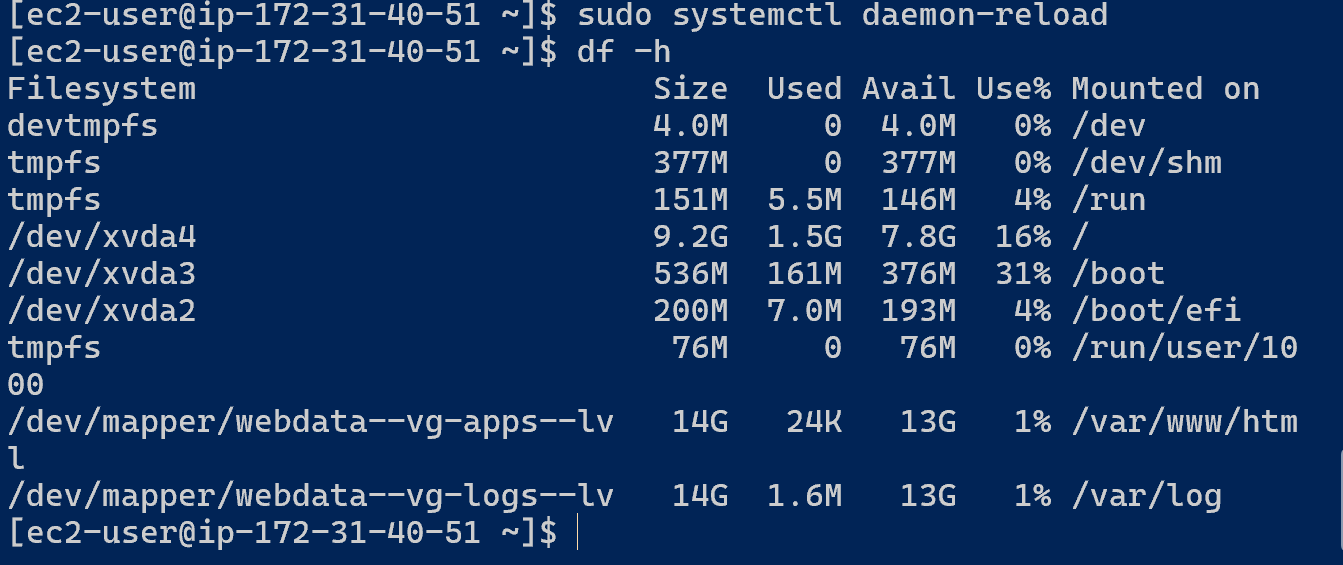 [ec2-user@ip-172-31-40-51 ~]$ sudo systemctl daemon-reload
[ec2-user@ip-172-31-40-51 ~]$ df -h
Filesystem                         Size  Used Avail Use% Mounted on
devtmpfs                           4.0M     0  4.0M   0% /dev
tmpfs                              377M     0  377M   0% /dev/shm
tmpfs                              151M  5.5M  146M   4% /run
/dev/xvda4                         9.2G  1.5G  7.8G  16% /
/dev/xvda3                         536M  161M  376M  31% /boot
/dev/xvda2                         200M  7.0M  193M   4% /boot/efi
tmpfs                               76M     0   76M   0% /run/user/10
00
/dev/mapper/webdata--vg-apps--lv   14G   24K   13G   1% /var/www/htm
l
/dev/mapper/webdata--vg-logs--lv   14G  1.6M   13G   1% /var/log
[ec2-user@ip-172-31-40-51 ~]$